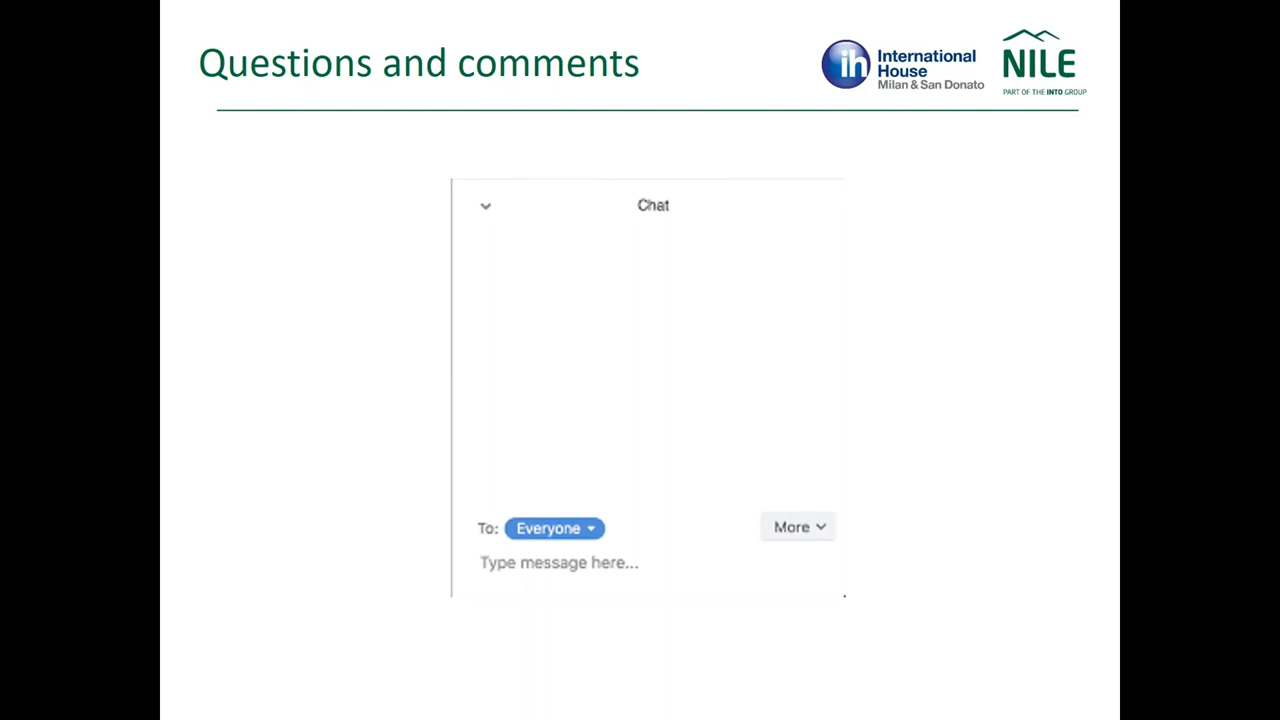 Questions and comments
ih
International
House
Milan & San Donato
NILE
PART OF THE INTO GROUP
Chat
To: Everyone
More
Type message here...